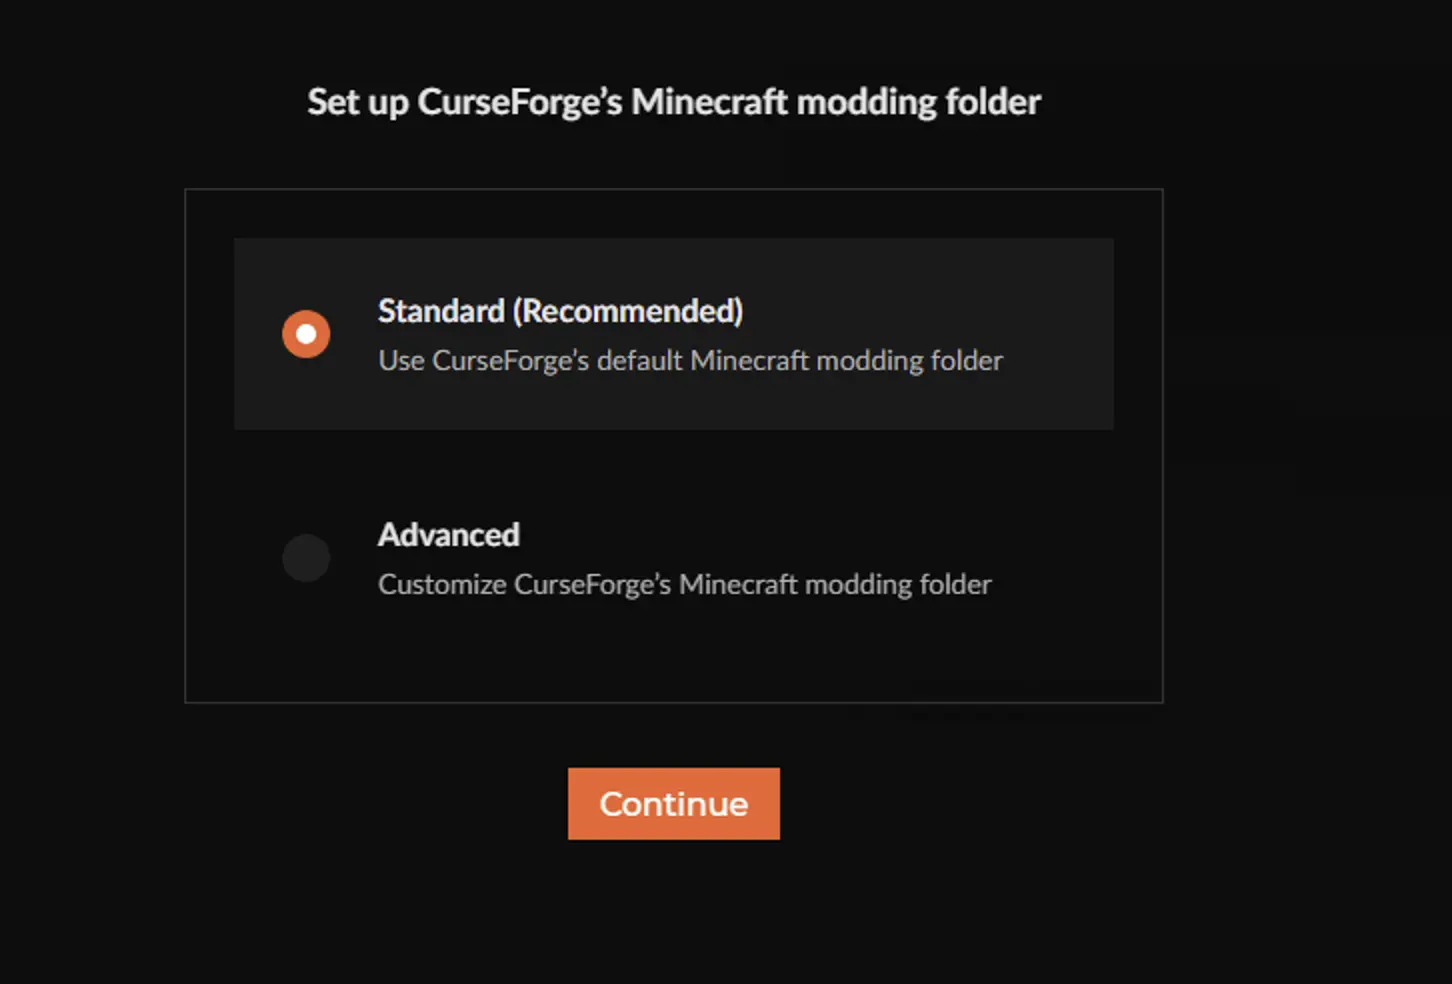 Set up CurseForge’s Minecraft modding folder
Standard (Recommended)
Use CurseForge’s default Minecraft modding folder
Advanced
Customize CurseForge’s Minecraft modding folder
Continue